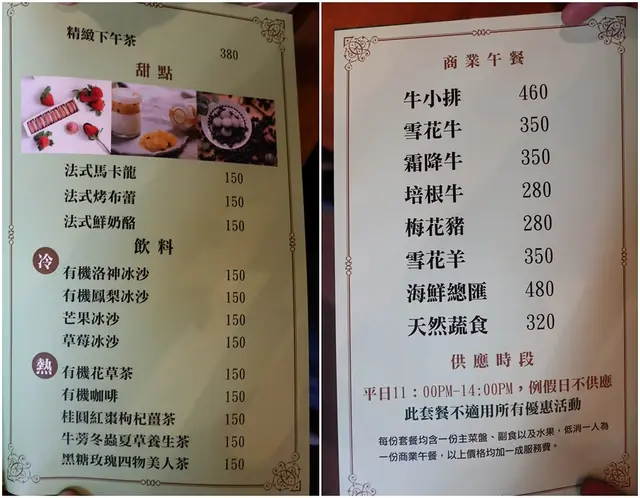 精緻下午茶 380
甜點
法式馬卡龍 150
法式烤布蕾 150
法式鮮奶酪 150
飲料
冷
有機洛神冰沙 150
有機鳳梨冰沙 150
芒果冰沙 150
草莓冰沙 150
熱
有機花草茶 150
有機咖啡 150
桂圓紅棗枸杞薑茶 150
牛蒡冬蟲夏草養生茶 150
黑糖玫瑰四物美人茶 150
商業午餐
牛小排 460
雪花牛 350
霜降牛 350
培根牛 280
梅花豬 280
雪花羊 350
海鮮總匯 480
天然蔬食 320
供應時段
平日11：00PM-14:00PM，例假日不供應
此套餐不適用所有優惠活動
每份套餐均含一份主菜盤、副食以及水果，低消一人為
一份商業午餐，以上價格均加一成服務費。